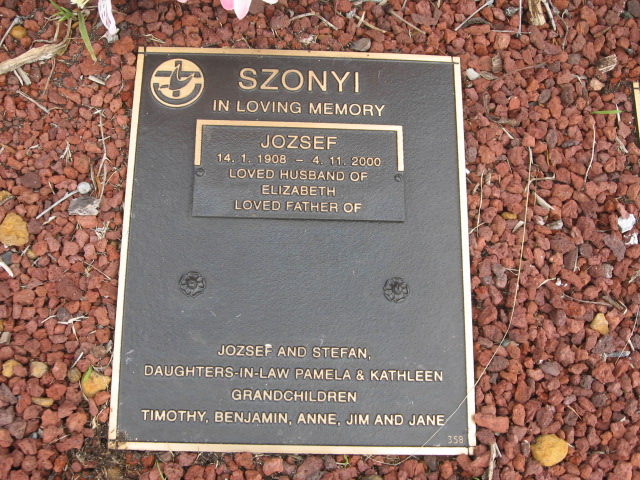 SZONYI
IN LOVING MEMORY
JOZSEF
14. 1. 1908 - 4. 11. 2000
LOVED HUSBAND OF
ELIZABETH
LOVED FATHER OF
JOZSEF AND STEFAN,
DAUGHTERS-IN-LAW PAMELA & KATHLEEN
GRANDCHILDREN
TIMOTHY, BENJAMIN, ANNE, JIM AND JANE
358